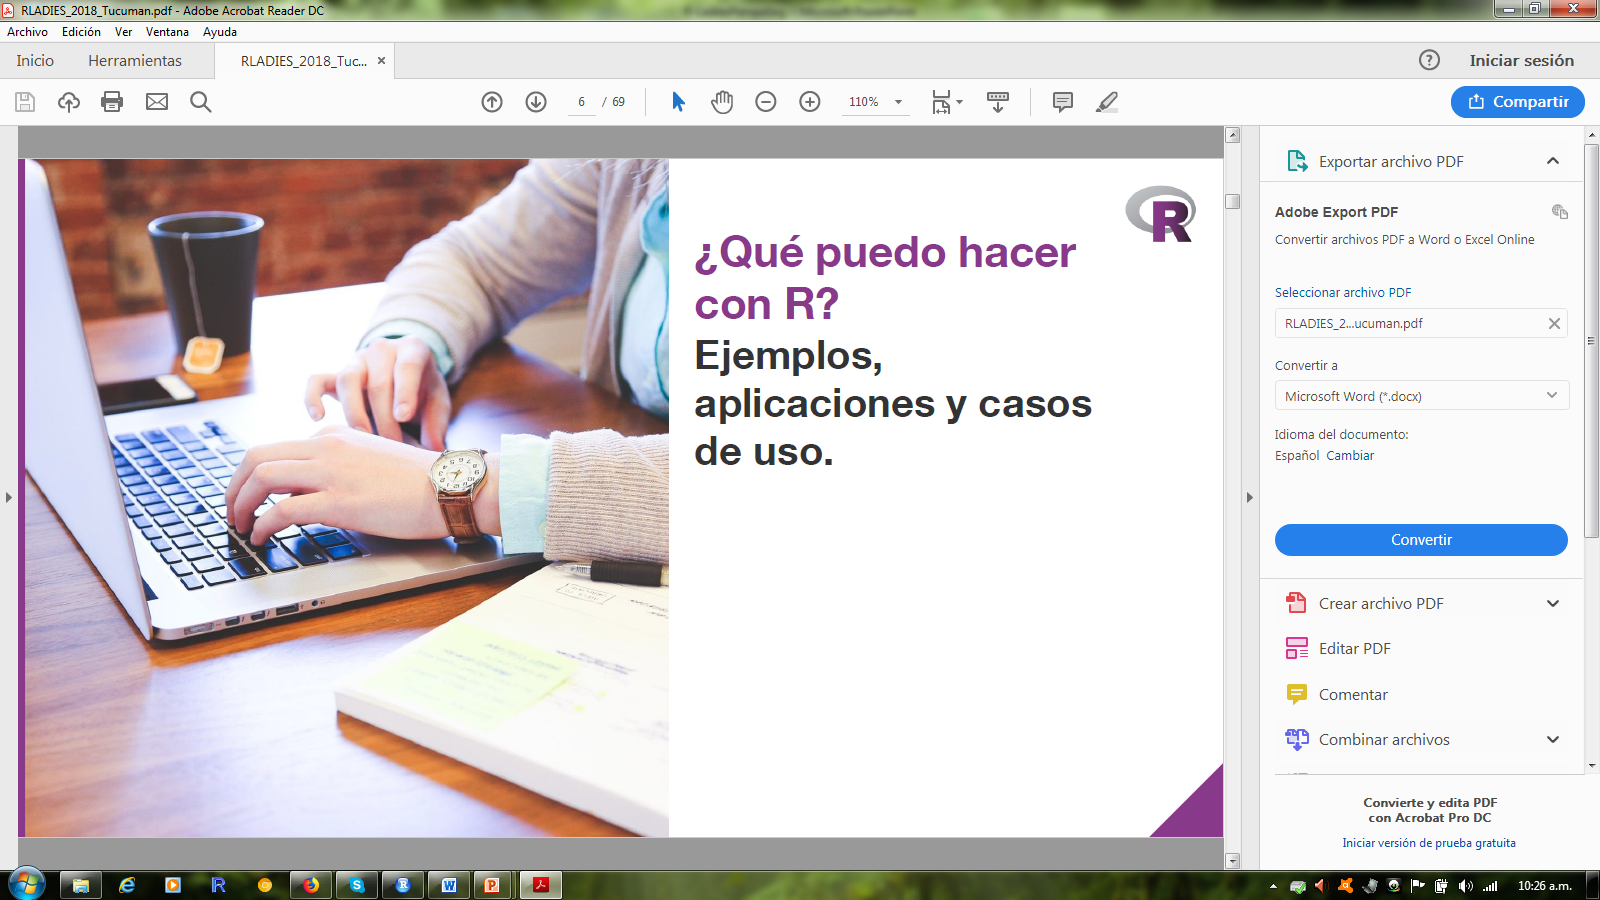 RLADIES_2018_Tucuman.pdf - Adobe Acrobat Reader DC
Archivo Edición Ver Ventana Ayuda
Inicio Herramientas RLADIES_2018_Tuc... × ? Iniciar sesión
6 / 69 110% Compartir
¿Qué puedo hacer
con R?
Ejemplos,
aplicaciones y casos
de uso.
R
Exportar archivo PDF
Adobe Export PDF
Convertir archivos PDF a Word o Excel Online
Seleccionar archivo PDF
RLADIES_2...ucuman.pdf
Convertir a
Microsoft Word (*.docx)
Idioma del documento:
Español Cambiar
Convertir
Crear archivo PDF
Editar PDF
Comentar
Combinar archivos
Convierte y edita PDF
con Acrobat Pro DC
Iniciar versión de prueba gratuita
10:26 a.m.